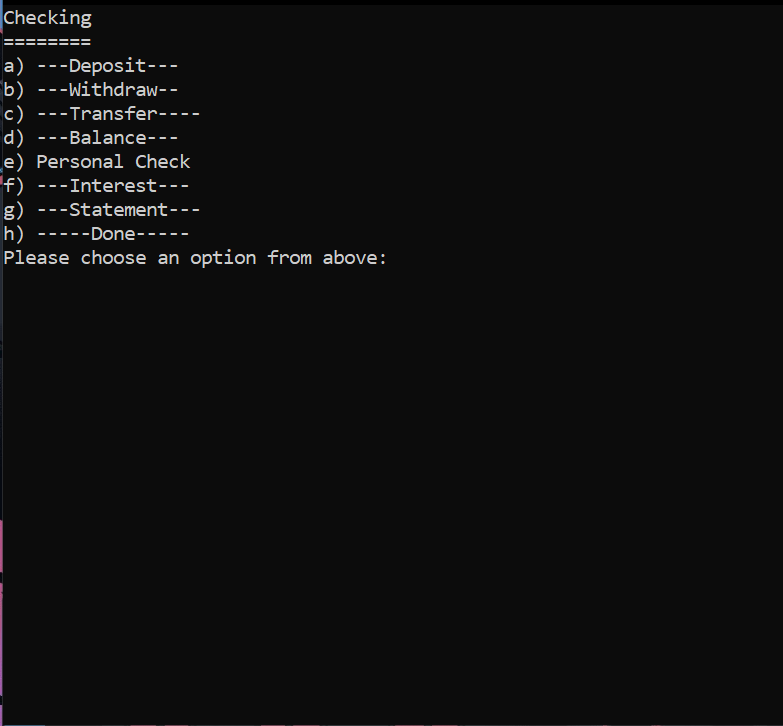 Checking
========
a) ---Deposit---
b) ---Withdraw--
c) ---Transfer----
d) ---Balance---
e) Personal Check
f) ---Interest---
g) ---Statement---
h) -----Done-----
Please choose an option from above: